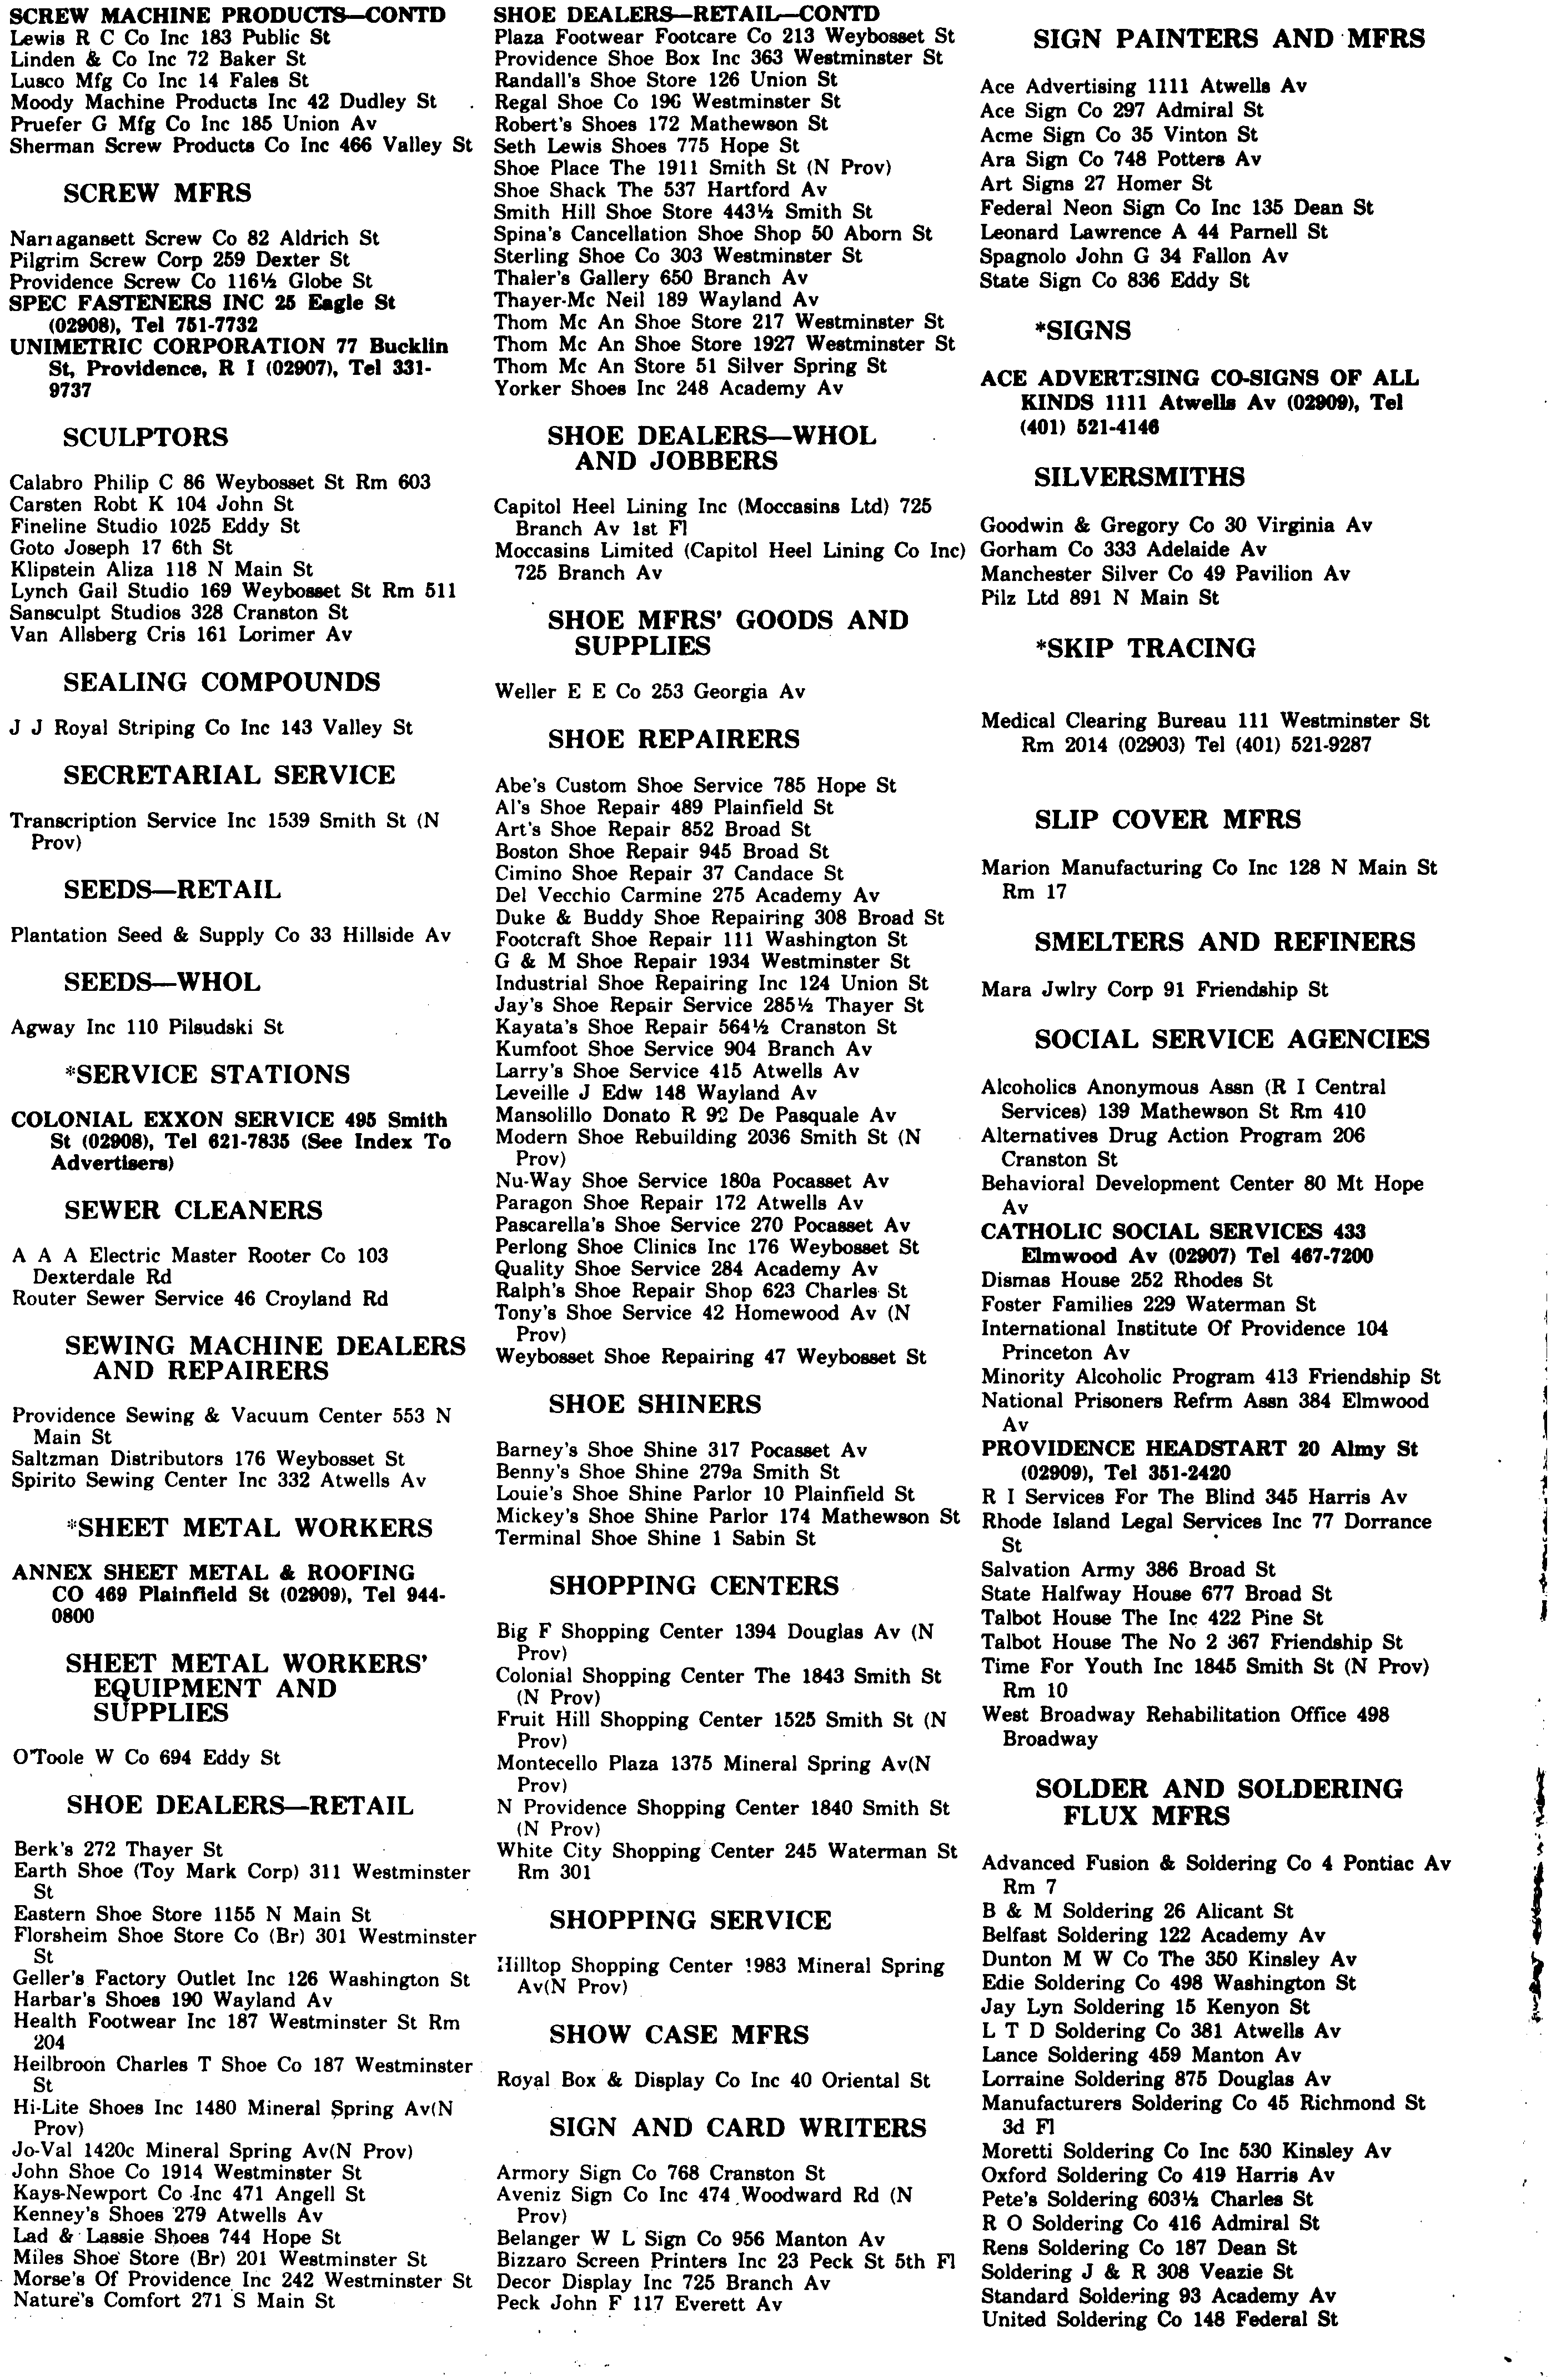 SCREW MACHINE PRODUCTS—CONTD
Lewis R C Co Inc 183 Public St
Linden & Co Inc 72 Baker St
Lusco Mfg Co Inc 14 Fales St
Moody Machine Products Inc 42 Dudley St
Pruefer G Mfg Co Inc 185 Union Av
Sherman Screw Products Co Inc 466 Valley St
SCREW MFRS
Narragansett Screw Co 82 Aldrich St
Pilgrim Screw Corp 259 Dexter St
Providence Screw Co 116½ Globe St
SPEC FASTENERS INC 25 Eagle St
(02908), Tel 751-7732
UNIMETRIC CORPORATION 77 Bucklin
St, Providence, R I (02907), Tel 331-
9737
SCULPTORS
Calabro Philip C 86 Weybosset St Rm 603
Carsten Robt K 104 John St
Fineline Studio 1025 Eddy St
Goto Joseph 17 6th St
Klipstein Aliza 118 N Main St
Lynch Gail Studio 169 Weybosset St Rm 511
Sansculpt Studios 328 Cranston St
Van Allsberg Cris 161 Lorimer Av
SEALING COMPOUNDS
J J Royal Striping Co Inc 143 Valley St
SECRETARIAL SERVICE
Transcription Service Inc 1539 Smith St (N
Prov)
SEEDS—RETAIL
Plantation Seed & Supply Co 33 Hillside Av
SEEDS—WHOL
Agway Inc 110 Pilsudski St
*SERVICE STATIONS
COLONIAL EXXON SERVICE 495 Smith
St (02908), Tel 621-7835 (See Index To
Advertisers)
SEWER CLEANERS
A A A Electric Master Rooter Co 103
Dexterdale Rd
Router Sewer Service 46 Croyland Rd
SEWING MACHINE DEALERS
AND REPAIRERS
Providence Sewing & Vacuum Center 553 N
Main St
Saltzman Distributors 176 Weybosset St
Spirito Sewing Center Inc 332 Atwells Av
*SHEET METAL WORKERS
ANNEX SHEET METAL & ROOFING
CO 469 Plainfield St (02909), Tel 944-
0800
SHEET METAL WORKERS'
EQUIPMENT AND
SUPPLIES
O'Toole W Co 694 Eddy St
SHOE DEALERS—RETAIL
Berk's 272 Thayer St
Earth Shoe (Toy Mark Corp) 311 Westminster
St
Eastern Shoe Store 1155 N Main St
Florsheim Shoe Store Co (Br) 301 Westminster
St
Geller's Factory Outlet Inc 126 Washington St
Harbar's Shoes 190 Wayland Av
Health Footwear Inc 187 Westminster St Rm
204
Heilbroon Charles T Shoe Co 187 Westminster
St
Hi-Lite Shoes Inc 1480 Mineral Spring Av(N
Prov)
Jo-Val 1420c Mineral Spring Av(N Prov)
John Shoe Co 1914 Westminster St
Kays-Newport Co Inc 471 Angell St
Kenney's Shoes 279 Atwells Av
Lad & Lassie Shoes 744 Hope St
Miles Shoe Store (Br) 201 Westminster St
Morse's Of Providence Inc 242 Westminster St
Nature's Comfort 271 S Main St
SHOE DEALERS—RETAIL—CONTD
Plaza Footwear Footcare Co 213 Weybosset St
Providence Shoe Box Inc 363 Westminster St
Randall's Shoe Store 126 Union St
Regal Shoe Co 196 Westminster St
Robert's Shoes 172 Mathewson St
Seth Lewis Shoes 775 Hope St
Shoe Place The 1911 Smith St (N Prov)
Shoe Shack The 537 Hartford Av
Smith Hill Shoe Store 443½ Smith St
Spina's Cancellation Shoe Shop 50 Aborn St
Sterling Shoe Co 303 Westminster St
Thaler's Gallery 650 Branch Av
Thayer-Mc Neil 189 Wayland Av
Thom Mc An Shoe Store 217 Westminster St
Thom Mc An Shoe Store 1927 Westminster St
Thom Mc An Store 51 Silver Spring St
Yorker Shoes Inc 248 Academy Av
SHOE DEALERS—WHOL
AND JOBBERS
Capitol Heel Lining Inc (Moccasins Ltd) 725
Branch Av 1st Fl
Moccasins Limited (Capitol Heel Lining Co Inc)
725 Branch Av
SHOE MFRS' GOODS AND
SUPPLIES
Weller E E Co 253 Georgia Av
SHOE REPAIRERS
Abe's Custom Shoe Service 785 Hope St
Al's Shoe Repair 489 Plainfield St
Art's Shoe Repair 852 Broad St
Boston Shoe Repair 945 Broad St
Cimino Shoe Repair 37 Candace St
Del Vecchio Carmine 275 Academy Av
Duke & Buddy Shoe Repairing 308 Broad St
Footcraft Shoe Repair 111 Washington St
G & M Shoe Repair 1934 Westminster St
Industrial Shoe Repairing Inc 124 Union St
Jay's Shoe Repair Service 285½ Thayer St
Kayata's Shoe Repair 564½ Cranston St
Kumfoot Shoe Service 904 Branch Av
Larry's Shoe Service 415 Atwells Av
Leveille J Edw 148 Wayland Av
Mansolillo Donato R 92 De Pasquale Av
Modern Shoe Rebuilding 2036 Smith St (N
Prov)
Nu-Way Shoe Service 180a Pocasset Av
Paragon Shoe Repair 172 Atwells Av
Pascarella's Shoe Service 270 Pocasset Av
Perlong Shoe Clinics Inc 176 Weybosset St
Quality Shoe Service 284 Academy Av
Ralph's Shoe Repair Shop 623 Charles St
Tony's Shoe Service 42 Homewood Av (N
Prov)
Weybosset Shoe Repairing 47 Weybosset St
SHOE SHINERS
Barney's Shoe Shine 317 Pocasset Av
Benny's Shoe Shine 279a Smith St
Louie's Shoe Shine Parlor 10 Plainfield St
Mickey's Shoe Shine Parlor 174 Mathewson St
Terminal Shoe Shine 1 Sabin St
SHOPPING CENTERS
Big F Shopping Center 1394 Douglas Av (N
Prov)
Colonial Shopping Center The 1843 Smith St
(N Prov)
Fruit Hill Shopping Center 1525 Smith St (N
Prov)
Montecello Plaza 1375 Mineral Spring Av(N
Prov)
N Providence Shopping Center 1840 Smith St
(N Prov)
White City Shopping Center 245 Waterman St
Rm 301
SHOPPING SERVICE
Hilltop Shopping Center 1983 Mineral Spring
Av(N Prov)
SHOW CASE MFRS
Royal Box & Display Co Inc 40 Oriental St
SIGN AND CARD WRITERS
Armory Sign Co 768 Cranston St
Aveniz Sign Co Inc 474 Woodward Rd (N
Prov)
Belanger W L Sign Co 956 Manton Av
Bizzaro Screen Printers Inc 23 Peck St 5th Fl
Decor Display Inc 725 Branch Av
Peck John F 117 Everett Av
SIGN PAINTERS AND MFRS
Ace Advertising 1111 Atwells Av
Ace Sign Co 297 Admiral St
Acme Sign Co 35 Vinton St
Ara Sign Co 748 Potters Av
Art Signs 27 Homer St
Federal Neon Sign Co Inc 135 Dean St
Leonard Lawrence A 44 Parnell St
Spagnolo John G 34 Fallon Av
State Sign Co 836 Eddy St
*SIGNS
ACE ADVERTISING CO-SIGNS OF ALL
KINDS 1111 Atwells Av (02909), Tel
(401) 521-4146
SILVERSMITHS
Goodwin & Gregory Co 30 Virginia Av
Gorham Co 333 Adelaide Av
Manchester Silver Co 49 Pavilion Av
Pilz Ltd 891 N Main St
*SKIP TRACING
Medical Clearing Bureau 111 Westminster St
Rm 2014 (02903) Tel (401) 521-9287
SLIP COVER MFRS
Marion Manufacturing Co Inc 128 N Main St
Rm 17
SMELTERS AND REFINERS
Mara Jwlry Corp 91 Friendship St
SOCIAL SERVICE AGENCIES
Alcoholics Anonymous Assn (R I Central
Services) 139 Mathewson St Rm 410
Alternatives Drug Action Program 206
Cranston St
Behavioral Development Center 80 Mt Hope
Av
CATHOLIC SOCIAL SERVICES 433
Elmwood Av (02907) Tel 467-7200
Dismas House 252 Rhodes St
Foster Families 229 Waterman St
International Institute Of Providence 104
Princeton Av
Minority Alcoholic Program 413 Friendship St
National Prisoners Refrm Assn 384 Elmwood
Av
PROVIDENCE HEADSTART 20 Almy St
(02909), Tel 351-2420
R I Services For The Blind 345 Harris Av
Rhode Island Legal Services Inc 77 Dorrance
St
Salvation Army 386 Broad St
State Halfway House 677 Broad St
Talbot House The Inc 422 Pine St
Talbot House The No 2 367 Friendship St
Time For Youth Inc 1845 Smith St (N Prov)
Rm 10
West Broadway Rehabilitation Office 498
Broadway
SOLDER AND SOLDERING
FLUX MFRS
Advanced Fusion & Soldering Co 4 Pontiac Av
Rm 7
B & M Soldering 26 Alicant St
Belfast Soldering 122 Academy Av
Dunton M W Co The 350 Kinsley Av
Edie Soldering Co 498 Washington St
Jay Lyn Soldering 15 Kenyon St
L T D Soldering Co 381 Atwells Av
Lance Soldering 459 Manton Av
Lorraine Soldering 875 Douglas Av
Manufacturers Soldering Co 45 Richmond St
3d Fl
Moretti Soldering Co Inc 530 Kinsley Av
Oxford Soldering Co 419 Harris Av
Pete's Soldering 603½ Charles St
R O Soldering Co 416 Admiral St
Rens Soldering Co 187 Dean St
Soldering J & R 308 Veazie St
Standard Soldering 93 Academy Av
United Soldering Co 148 Federal St